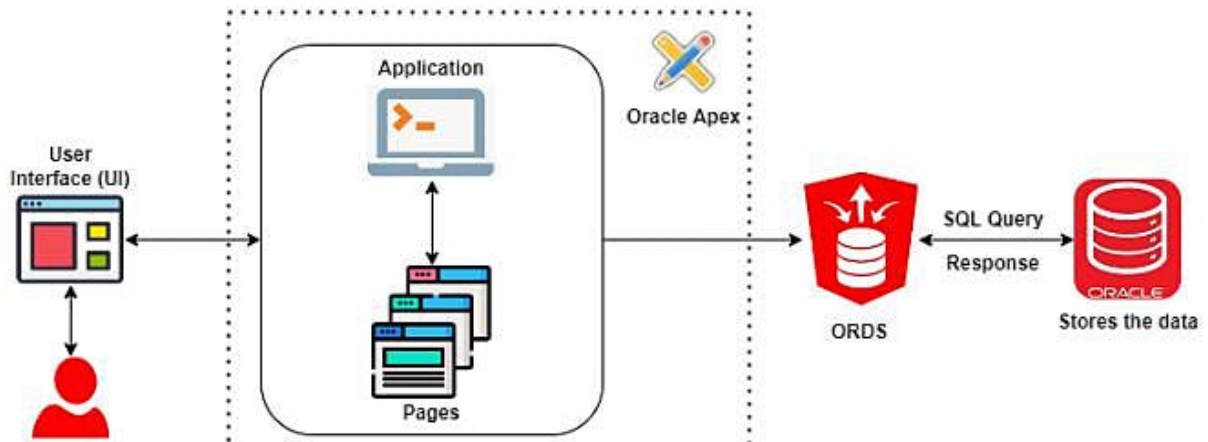 Application
Oracle Apex
User
Interface (UI)
SQL Query
Response
ORACLE
ORDS
Stores the data
Pages